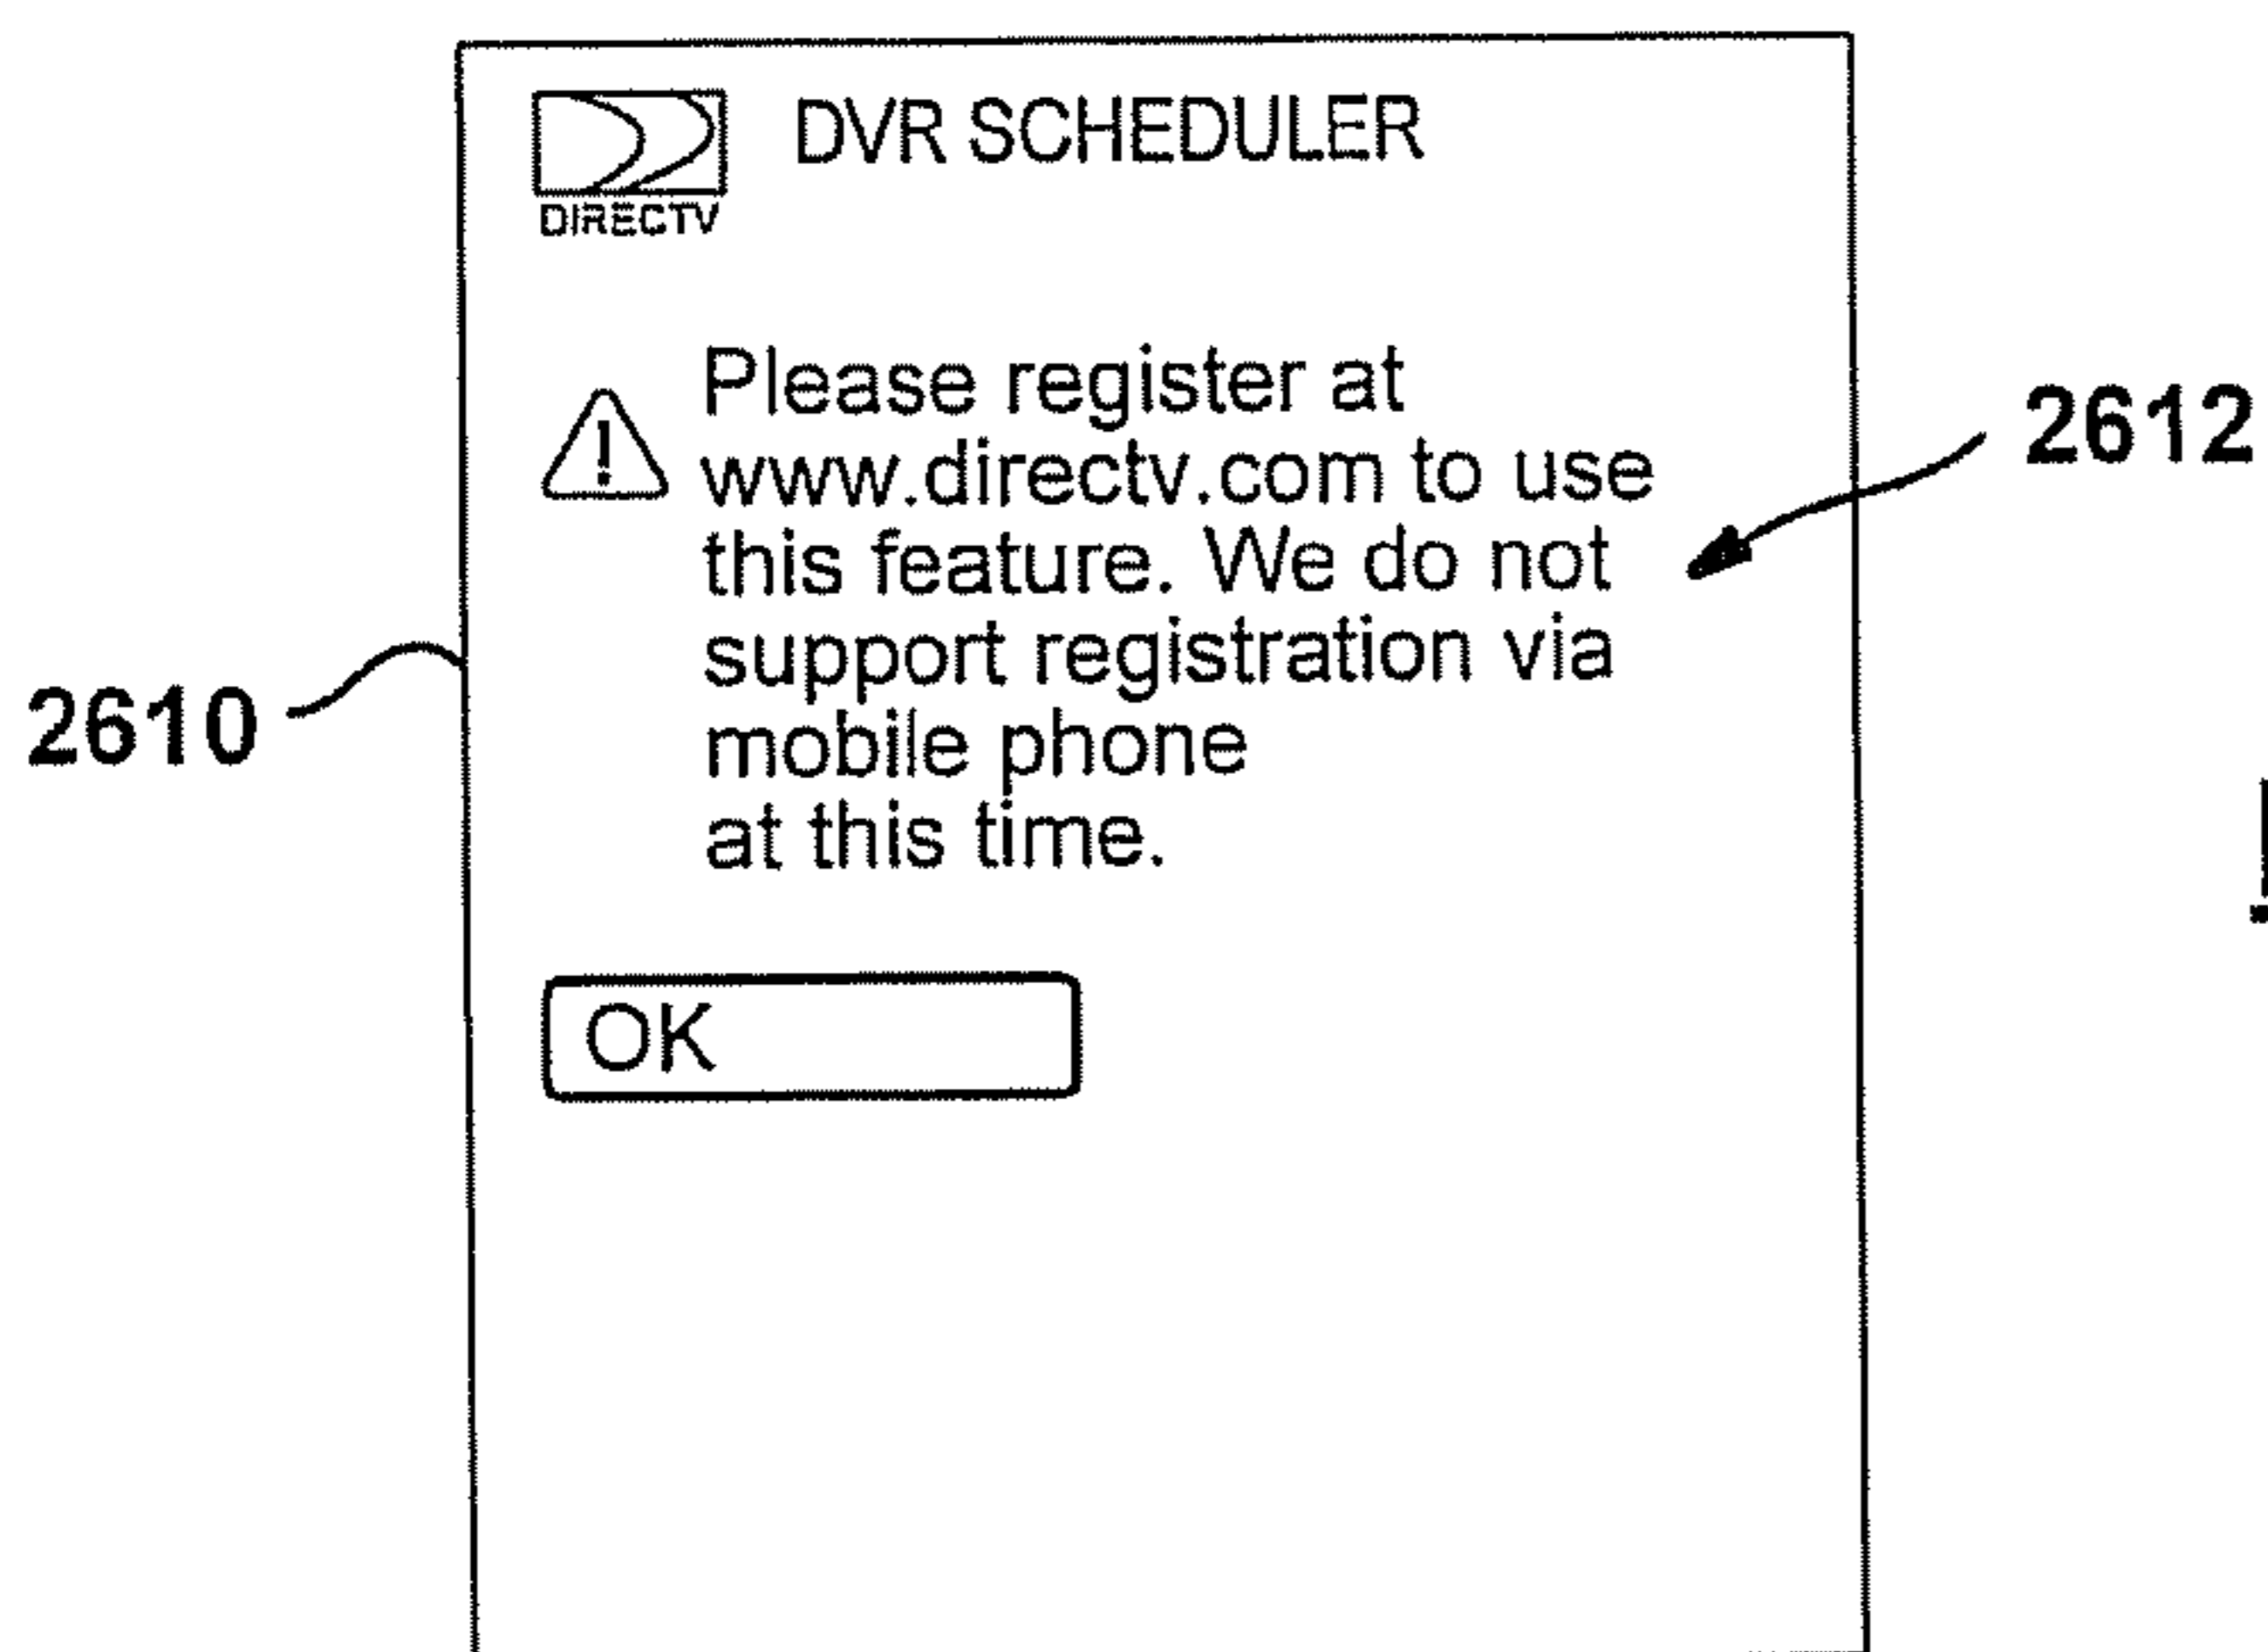 DVR SCHEDULER
DIRECTV
Please register at
www.directv.com to use
this feature. We do not
support registration via
mobile phone
at this time.
2612
2610
OK